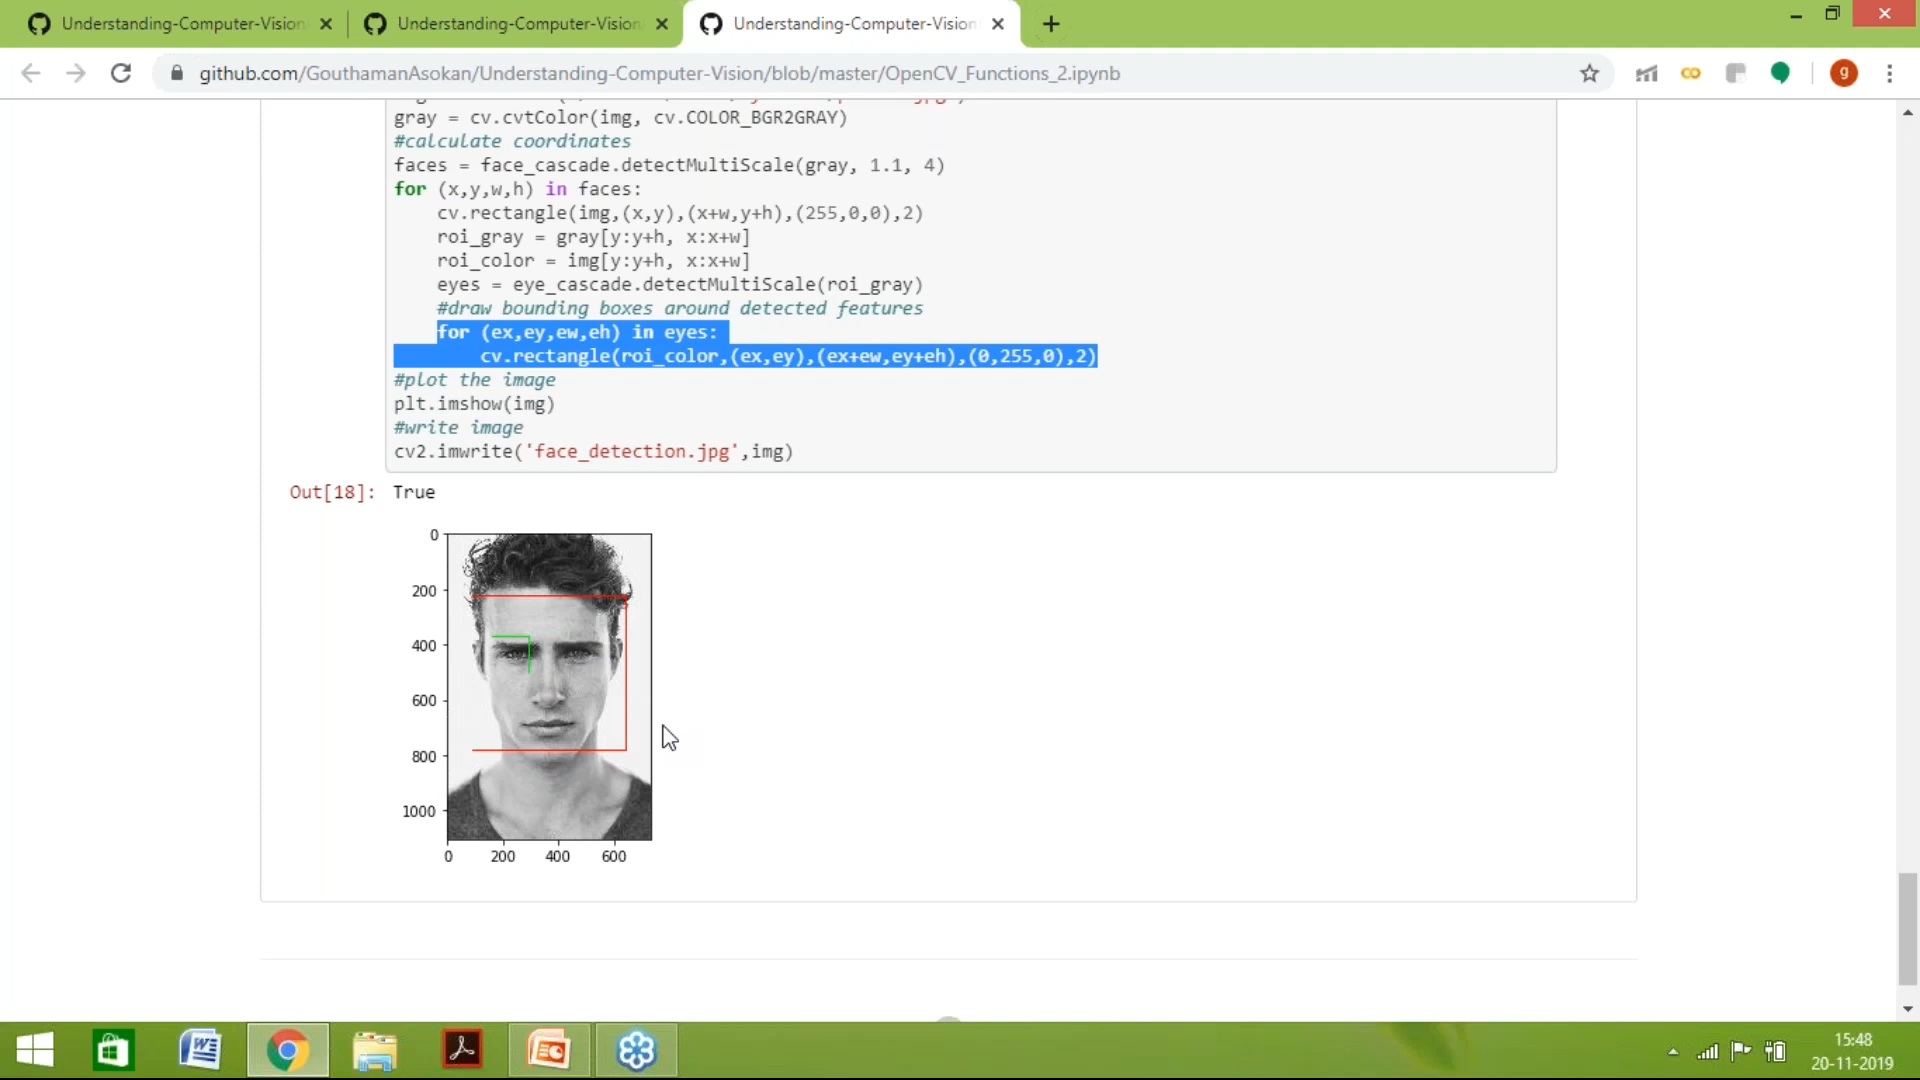 Understanding-Computer-Vision
Understanding-Computer-Vision
Understanding-Computer-Vision
github.com/GouthamanAsokan/Understanding-Computer-Vision/blob/master/OpenCV_Functions_2.ipynb
g
gray = cv.cvtColor(img, cv.COLOR_BGR2GRAY)
#calculate coordinates
faces = face_cascade.detectMultiScale(gray, 1.1, 4)
for (x,y,w,h) in faces:
cv.rectangle(img,(x,y),(x+w,y+h),(255,0,0),2)
roi_gray = gray[y:y+h, x:x+w]
roi_color = img[y:y+h, x:x+w]
eyes = eye_cascade.detectMultiScale(roi_gray)
#draw bounding boxes around detected features
for (ex,ey,ew,eh) in eyes:
cv.rectangle(roi_color,(ex,ey),(ex+ew,ey+eh),(0,255,0),2)
#plot the image
plt.imshow(img)
#write image
cv2.imwrite('face_detection.jpg',img)
Out[18]: True
0
200
400
600
800
1000
0 200 400 600
15:48
20-11-2019